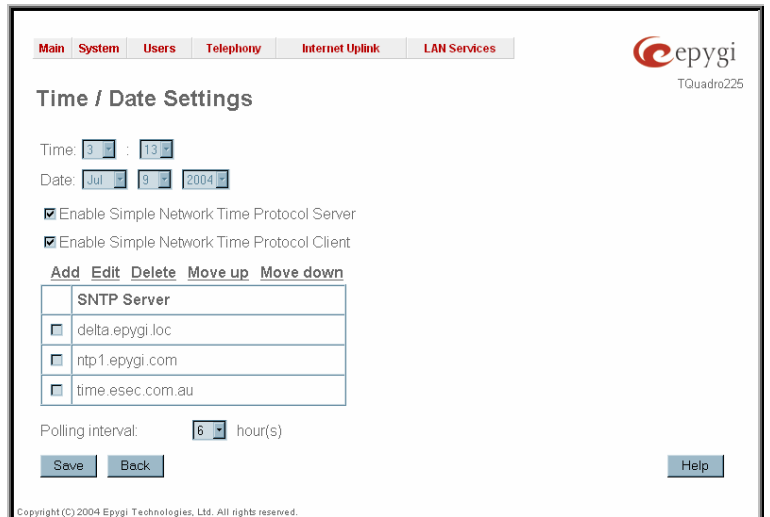 Main System Users Telephony Internet Uplink LAN Services
epygi
TQuadro225
Time / Date Settings
Time: 3 : 13
Date: Jul 9 2004
Enable Simple Network Time Protocol Server
Enable Simple Network Time Protocol Client
Add Edit Delete Move up Move down
SNTP Server
delta.epygi.loc
ntp1.epygi.com
time.esec.com.au
Polling interval: 6 hour(s)
Save Back Help
Copyright (C) 2004 Epygi Technologies, Ltd. All rights reserved.